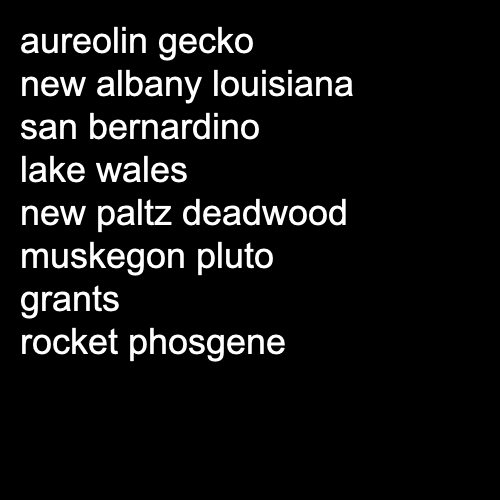 aureolin gecko
new albany louisiana
san bernardino
lake wales
new paltz deadwood
muskegon pluto
grants
rocket phosgene